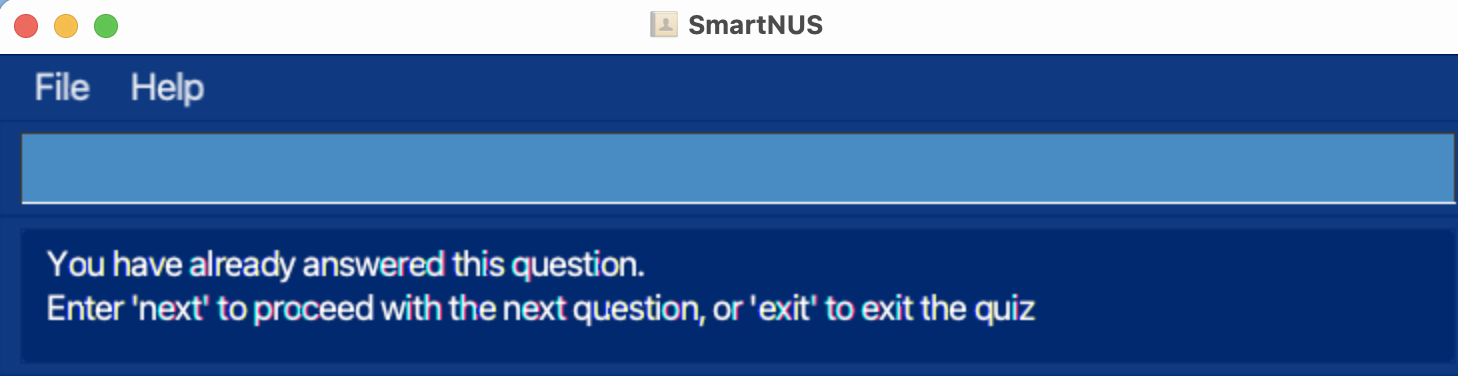 SmartNUS
File Help
You have already answered this question.
Enter 'next' to proceed with the next question, or 'exit' to exit the quiz